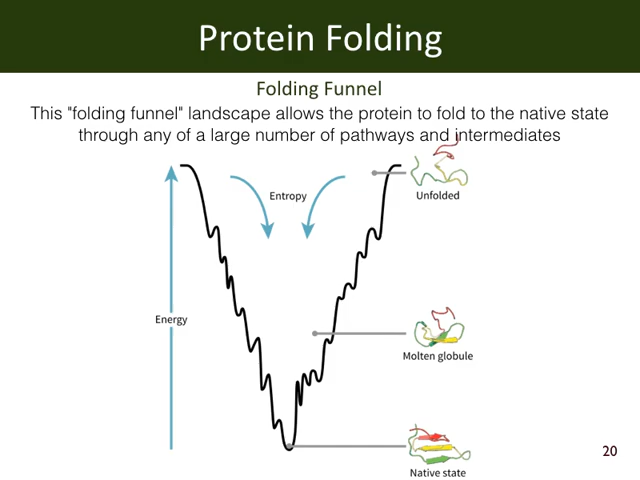 Protein Folding
Folding Funnel
This "folding funnel" landscape allows the protein to fold to the native state
through any of a large number of pathways and intermediates
Entropy
Unfolded
Energy
Molten globule
20
Native state